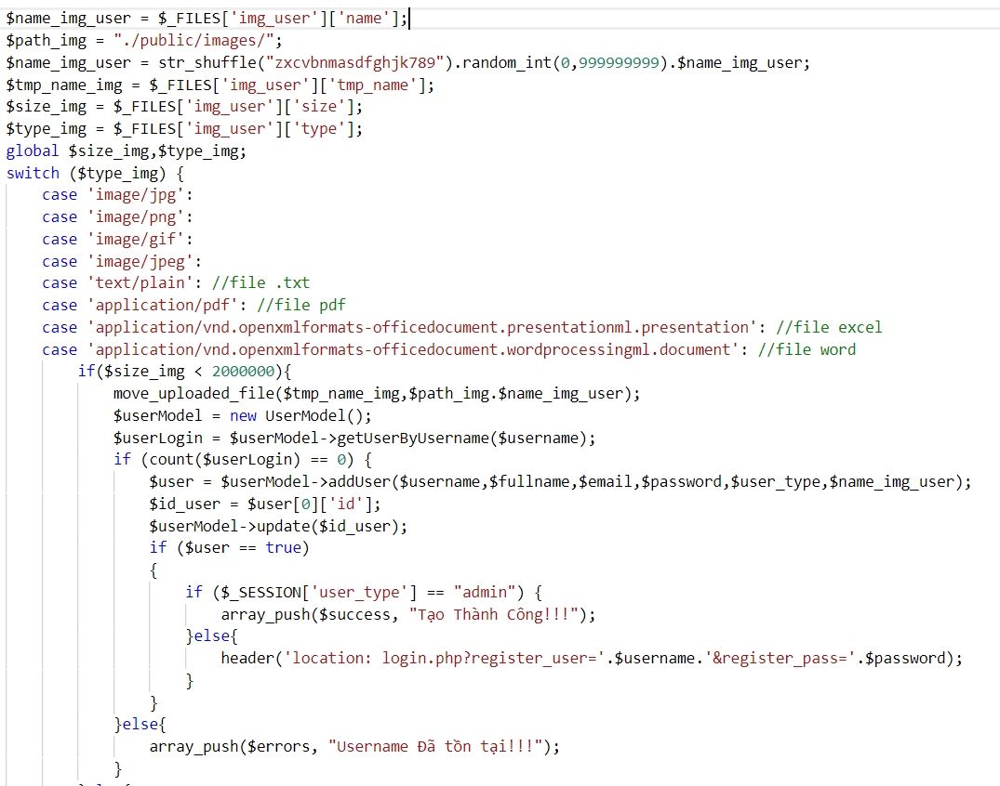 $name_img_user = $_FILES['img_user']['name'];
$path_img = "./public/images/";
$name_img_user = str_shuffle("zxcvbnmasdfghjk789").random_int(0,999999999).$name_img_user;
$tmp_name_img = $_FILES['img_user']['tmp_name'];
$size_img = $_FILES['img_user']['size'];
$type_img = $_FILES['img_user']['type'];
global $size_img,$type_img;
switch ($type_img) {
    case 'image/jpg':
    case 'image/png':
    case 'image/gif':
    case 'image/jpeg':
    case 'text/plain': //file .txt
    case 'application/pdf': //file pdf
    case 'application/vnd.openxmlformats-officedocument.presentationml.presentation': //file excel
    case 'application/vnd.openxmlformats-officedocument.wordprocessingml.document': //file word
        if($size_img < 2000000){
            move_uploaded_file($tmp_name_img,$path_img.$name_img_user);
            $userModel = new UserModel();
            $userLogin = $userModel->getUserByUsername($username);
            if (count($userLogin) == 0) {
                $user = $userModel->addUser($username,$fullname,$email,$password,$user_type,$name_img_user);
                $id_user = $user[0]['id'];
                $userModel->update($id_user);
                if ($user == true)
                {
                    if ($_SESSION['user_type'] == "admin") {
                        array_push($success, "Tạo Thành Công!!!");
                    }else{
                        header('location: login.php?register_user='.$username.'&register_pass='.$password);
                    }
                }
            }else{
                array_push($errors, "Username Đã tồn tại!!!");
            }